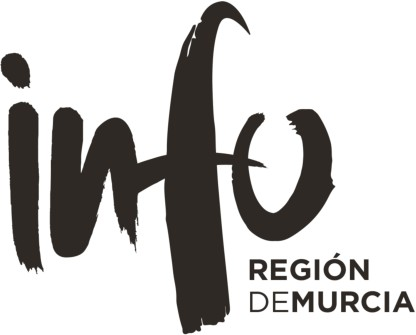 info
REGIÓN
DEMURCIA